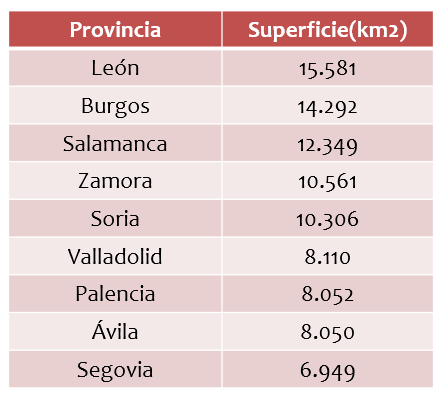 Provincia Superficie(km2)
León 15.581
Burgos 14.292
Salamanca 12.349
Zamora 10.561
Soria 10.306
Valladolid 8.110
Palencia 8.052
Ávila 8.050
Segovia 6.949